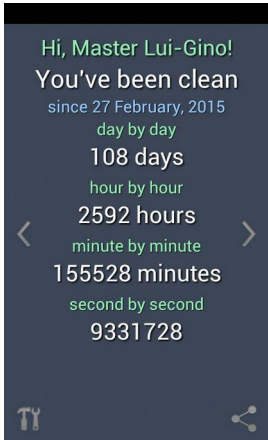 Hi, Master Lui-Gino!
You've been clean
since 27 February, 2015
day by day
108 days
hour by hour
2592 hours
minute by minute
155528 minutes
second by second
9331728